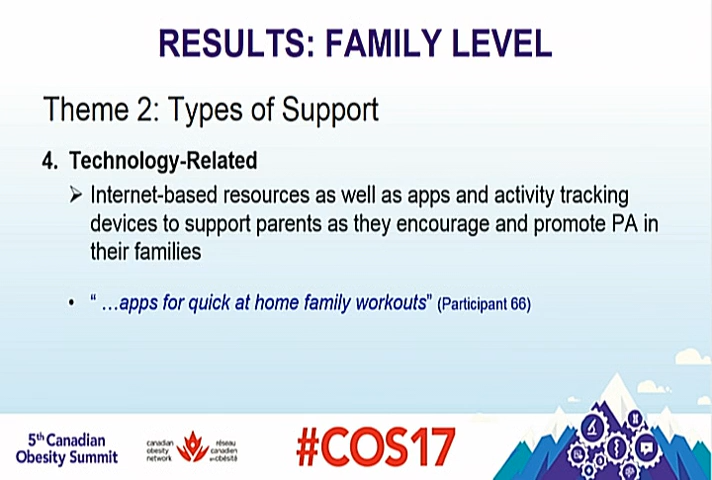 RESULTS: FAMILY LEVEL
Theme 2: Types of Support
4. Technology-Related
➢ Internet-based resources as well as apps and activity tracking
devices to support parents as they encourage and promote PA in
their families
• “ …apps for quick at home family workouts” (Participant 66)
5th Canadian
Obesity Summit
canadian
obesity
network
réseau
canadien
en obésité
#COS17